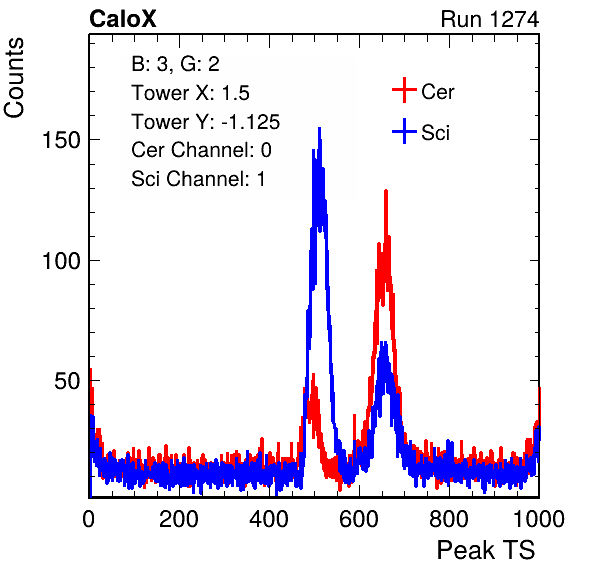 CaloX Run 1274
Counts
B: 3, G: 2
Tower X: 1.5
Tower Y: -1.125
Cer Channel: 0
Sci Channel: 1
Cer
Sci
150
100
50
0 200 400 600 800 1000
Peak TS